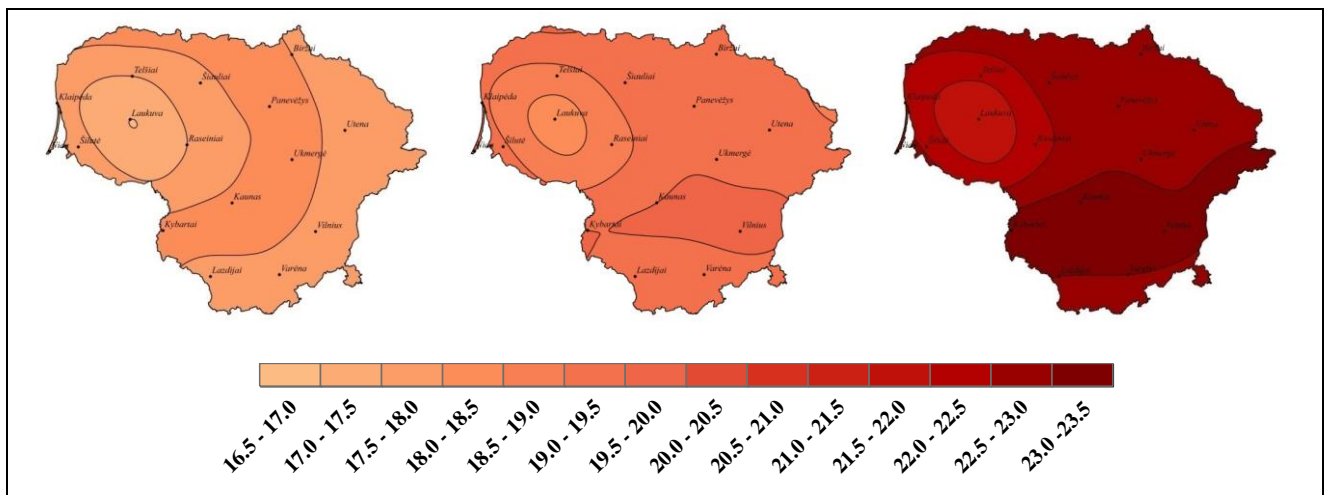 Biržai
Telšiai
Šiauliai
Klaipėda
Panevėžys
Laukuva
Utena
Raseiniai
Šilutė
Ukmergė
Kaunas
Kybartai
Vilnius
Lazdijai
Varėna
Biržai
Telšiai
Šiauliai
Klaipėda
Panevėžys
Laukuva
Utena
Raseiniai
Šilutė
Ukmergė
Kaunas
Kybartai
Vilnius
Lazdijai
Varėna
Klaipėda
Panevėžys
Laukuva
Ukmergė
16.5 - 17.0
17.0 - 17.5
17.5 - 18.0
18.0 - 18.5
18.5 - 19.0
19.0 - 19.5
19.5 - 20.0
20.0 - 20.5
20.5 - 21.0
21.0 - 21.5
21.5 - 22.0
22.0 - 22.5
22.5 - 23.0
23.0 -23.5